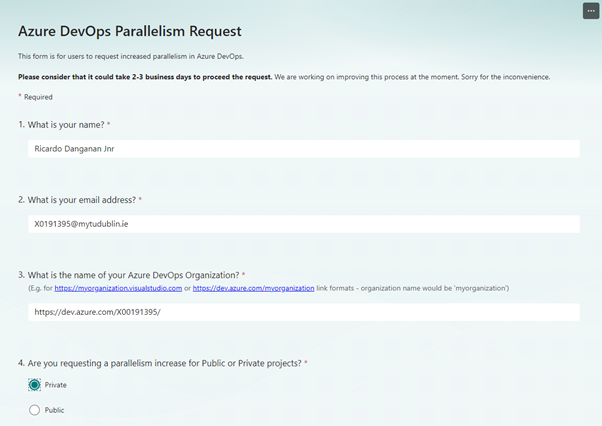 Azure DevOps Parallelism Request
This form is for users to request increased parallelism in Azure DevOps.
Please consider that it could take 2-3 business days to proceed the request. We are working on improving this process at the moment. Sorry for the inconvenience.
* Required
1. What is your name? *
Ricardo Danganan Jnr
2. What is your email address? *
X0191395@mytudublin.ie
3. What is the name of your Azure DevOps Organization? *
(E.g. for https://myorganization.visualstudio.com or https://dev.azure.com/myorganization link formats - organization name would be 'myorganization')
https://dev.azure.com/X00191395/
4. Are you requesting a parallelism increase for Public or Private projects? *
Private
Public